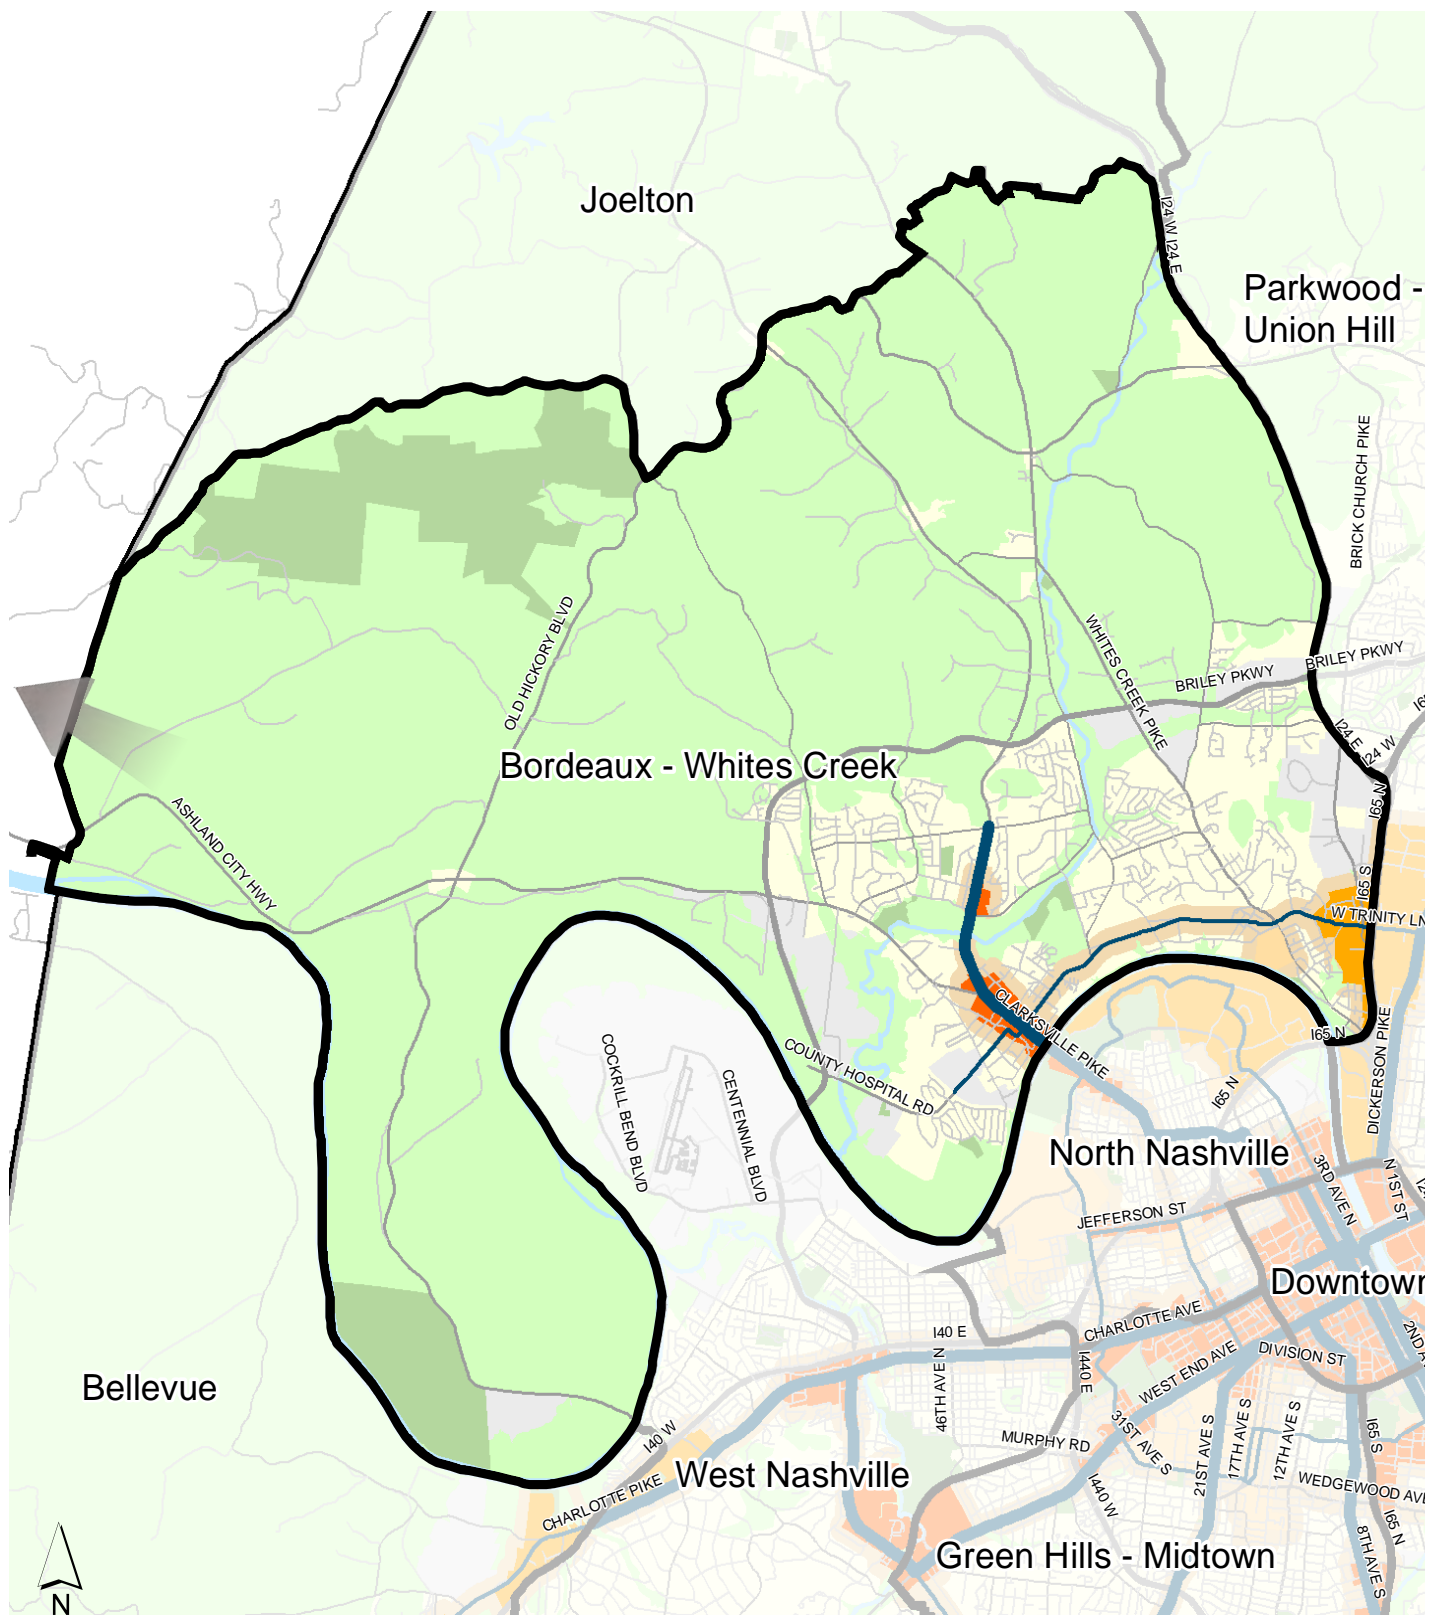 Joelton
I24 W I24 E
Parkwood -
Union Hill
BRICK CHURCH PIKE
OLD HICKORY BLVD
WHITES CREEK PIKE
BRILEY PKWY
BRILEY PKWY
Bordeaux - Whites Creek
I24 E
I24 W
I65 N
ASHLAND CITY HWY
I65 S
W TRINITY LN
CLARKSVILLE PIKE
I65 N
DICKERSON PIKE
COUNTY HOSPITAL RD
COCKRILL BEND BLVD
CENTENNIAL BLVD
I65 N
North Nashville
3RD AVE N
N 1ST ST
JEFFERSON ST
Downtown
CHARLOTTE AVE
I40 E
46TH AVE N
I440 E
WEST END AVE
DIVISION ST
2ND A
Bellevue
I40 W
MURPHY RD
31ST AVE S
21ST AVE S
17TH AVE S
12TH AVE S
I65 S
West Nashville
CHARLOTTE PIKE
I440 W
WEDGEWOOD AVE
I65 N
8TH AVE S
Green Hills - Midtown
N